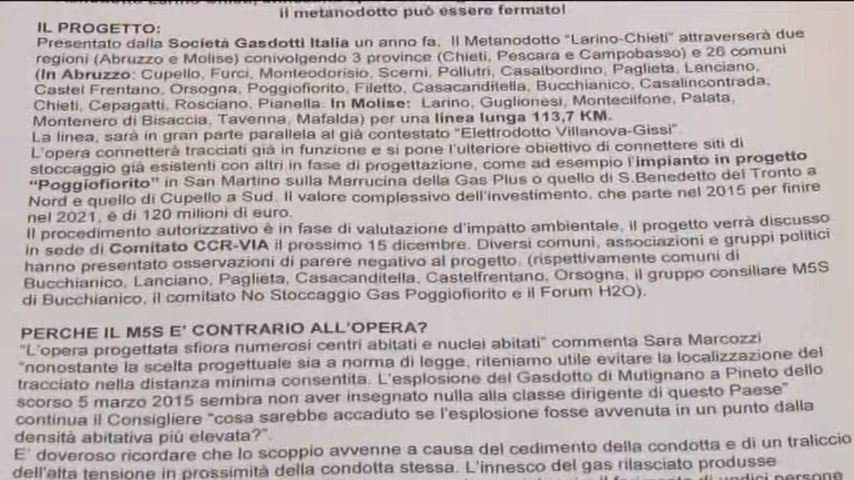 il metanodotto può essere fermato!
IL PROGETTO:
Presentato dalla Società Gasdotti Italia un anno fa, Il Metanodotto "Larino-Chieti" attraverserà due
regioni (Abruzzo e Molise) conivolgendo 3 province (Chieti, Pescara e Campobasso) e 26 comuni
(In Abruzzo: Cupello, Furci, Monteodorisio, Scerni, Pollutri, Casalbordino, Paglieta, Lanciano,
Castel Frentano, Orsogna, Poggiofiorito, Filetto, Casacanditella, Bucchianico, Casalincontrada,
Chieti, Cepagatti, Rosciano, Pianella. In Molise: Larino, Guglionesi, Montecilfone, Palata,
Montenero di Bisaccia, Tavenna, Mafalda) per una linea lunga 113,7 KM.
La linea, sarà in gran parte parallela al già contestato "Elettrodotto Villanova-Gissi".
L'opera connetterà tracciati già in funzione e si pone l'ulteriore obiettivo di connettere siti di
stoccaggio già esistenti con altri in fase di progettazione, come ad esempio l'impianto in progetto
"Poggiofiorito" in San Martino sulla Marrucina della Gas Plus o quello di S.Benedetto del Tronto a
Nord e quello di Cupello a Sud. Il valore complessivo dell'investimento, che parte nel 2015 per finire
nel 2021, è di 120 milioni di euro.
Il procedimento autorizzativo è in fase di valutazione d'impatto ambientale, il progetto verrà discusso
in sede di Comitato CCR-VIA il prossimo 15 dicembre. Diversi comuni, associazioni e gruppi politici
hanno presentato osservazioni di parere negativo al progetto. (rispettivamente comuni di
Bucchianico, Lanciano, Paglieta, Casacanditella, Castelfrentano, Orsogna, il gruppo consiliare M5S
di Bucchianico, il comitato No Stoccaggio Gas Poggiofiorito e il Forum H2O).
PERCHE IL M5S E' CONTRARIO ALL'OPERA?
"L'opera progettata sfiora numerosi centri abitati e nuclei abitati" commenta Sara Marcozzi
"nonostante la scelta progettuale sia a norma di legge, riteniamo utile evitare la localizzazione del
tracciato nella distanza minima consentita. L'esplosione del Gasdotto di Mutignano a Pineto dello
scorso 5 marzo 2015 sembra non aver insegnato nulla alla classe dirigente di questo Paese"
continua il Consigliere "cosa sarebbe accaduto se l'esplosione fosse avvenuta in un punto dalla
densità abitativa più elevata?".
E' doveroso ricordare che lo scoppio avvenne a causa del cedimento della condotta e di un traliccio
dell'alta tensione in prossimità della condotta stessa. L'innesco del gas rilasciato produsse